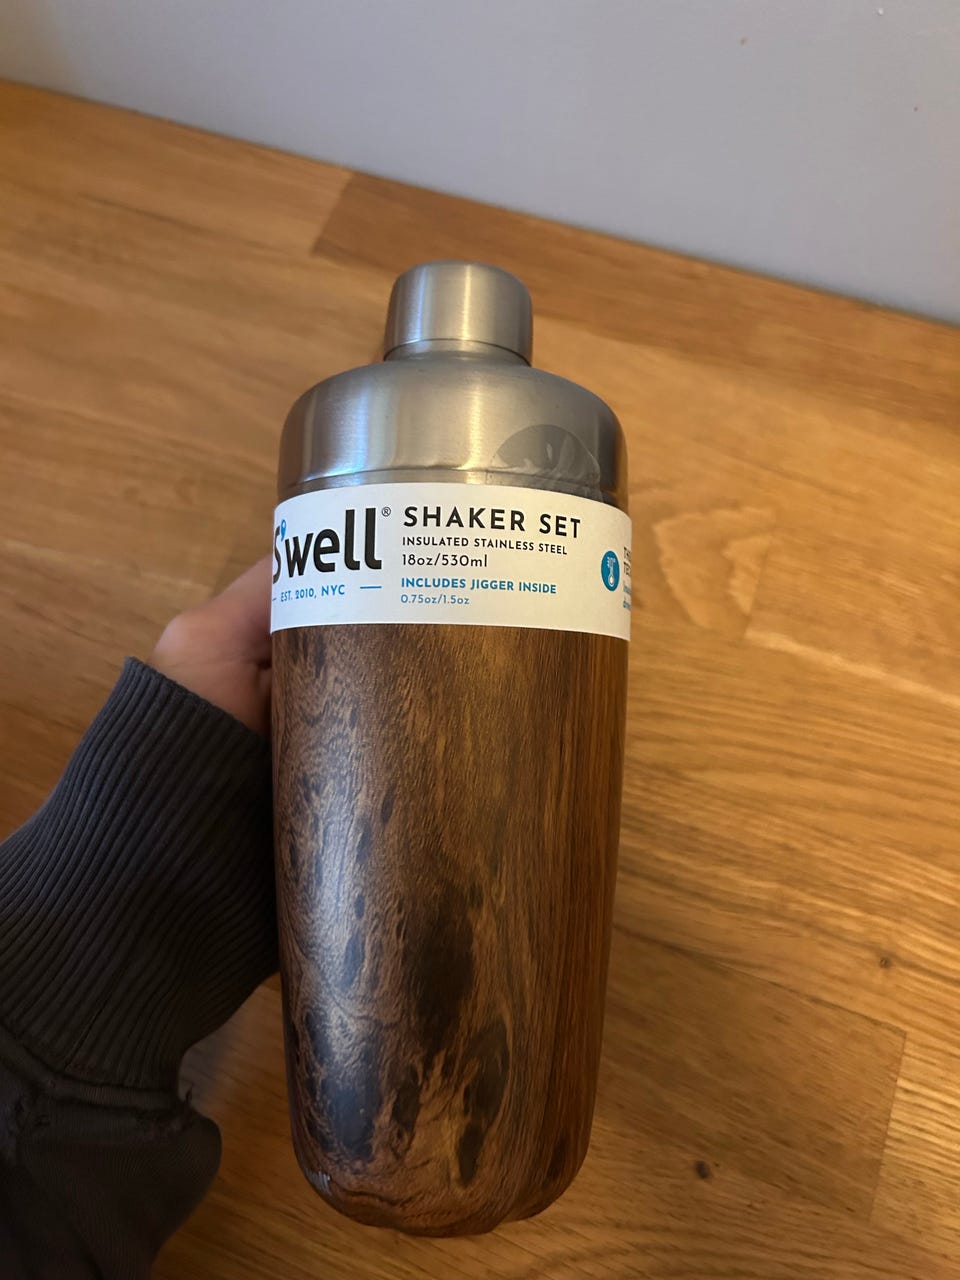 S'well®
EST. 2010, NYC
SHAKER SET
INSULATED STAINLESS STEEL
18oz/530ml
INCLUDES JIGGER INSIDE
0.75oz/1.5oz